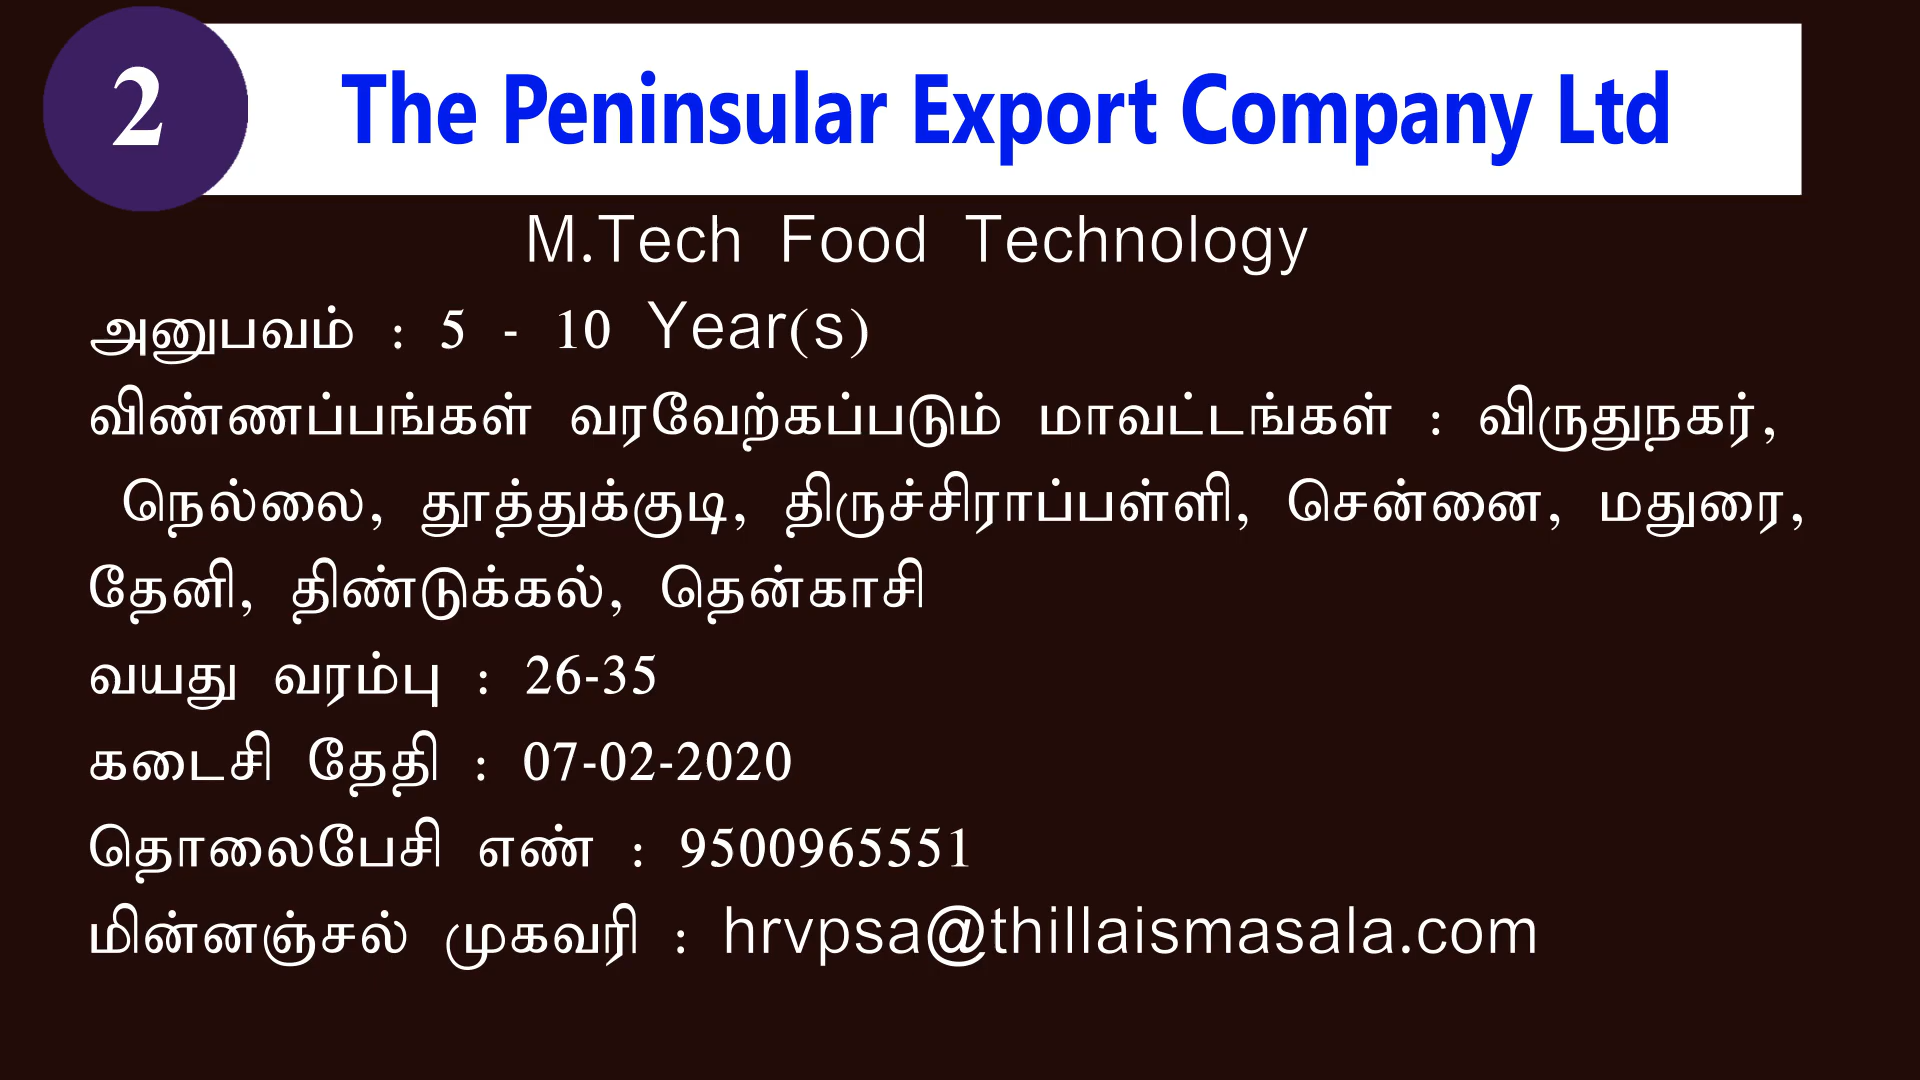 2
The Peninsular Export Company Ltd
M.Tech Food Technology
அனுபவம் : 5 - 10 Year(s)
விண்ணப்பங்கள் வரவேற்கப்படும் மாவட்டங்கள் : விருதுநகர்,
நெல்லை, தூத்துக்குடி, திருச்சிராப்பள்ளி, சென்னை, மதுரை,
தேனி, திண்டுக்கல், தென்காசி
வயது வரம்பு : 26-35
கடைசி தேதி : 07-02-2020
தொலைபேசி எண் : 9500965551
மின்னஞ்சல் முகவரி : hrvpsa@thillaismasala.com